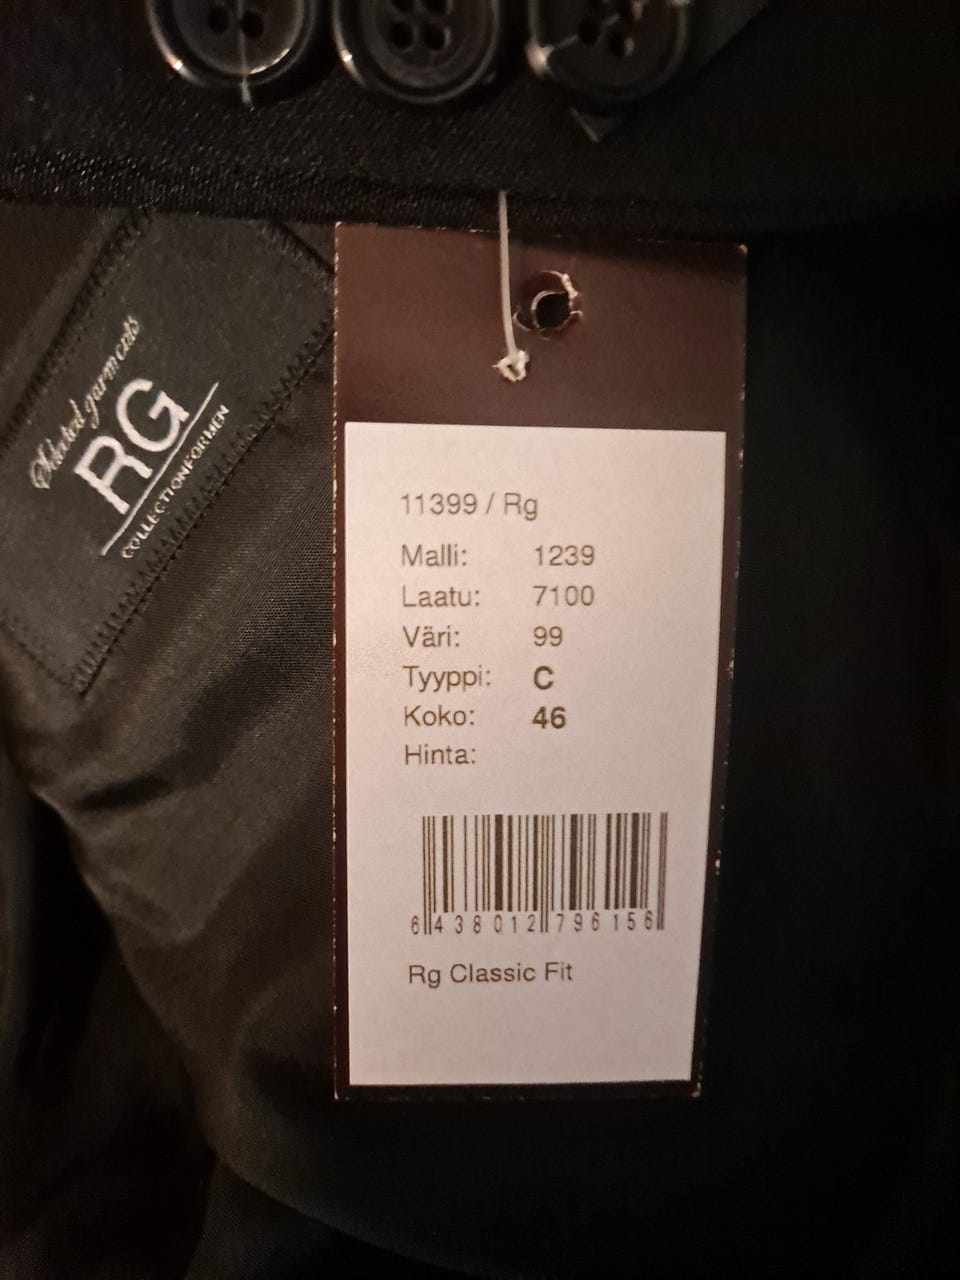 Selected garments
RG
COLLECTION FOR MEN
11399 / Rg
Malli: 1239
Laatu: 7100
Väri: 99
Tyyppi: C
Koko: 46
Hinta:
6 438012 796156
Rg Classic Fit